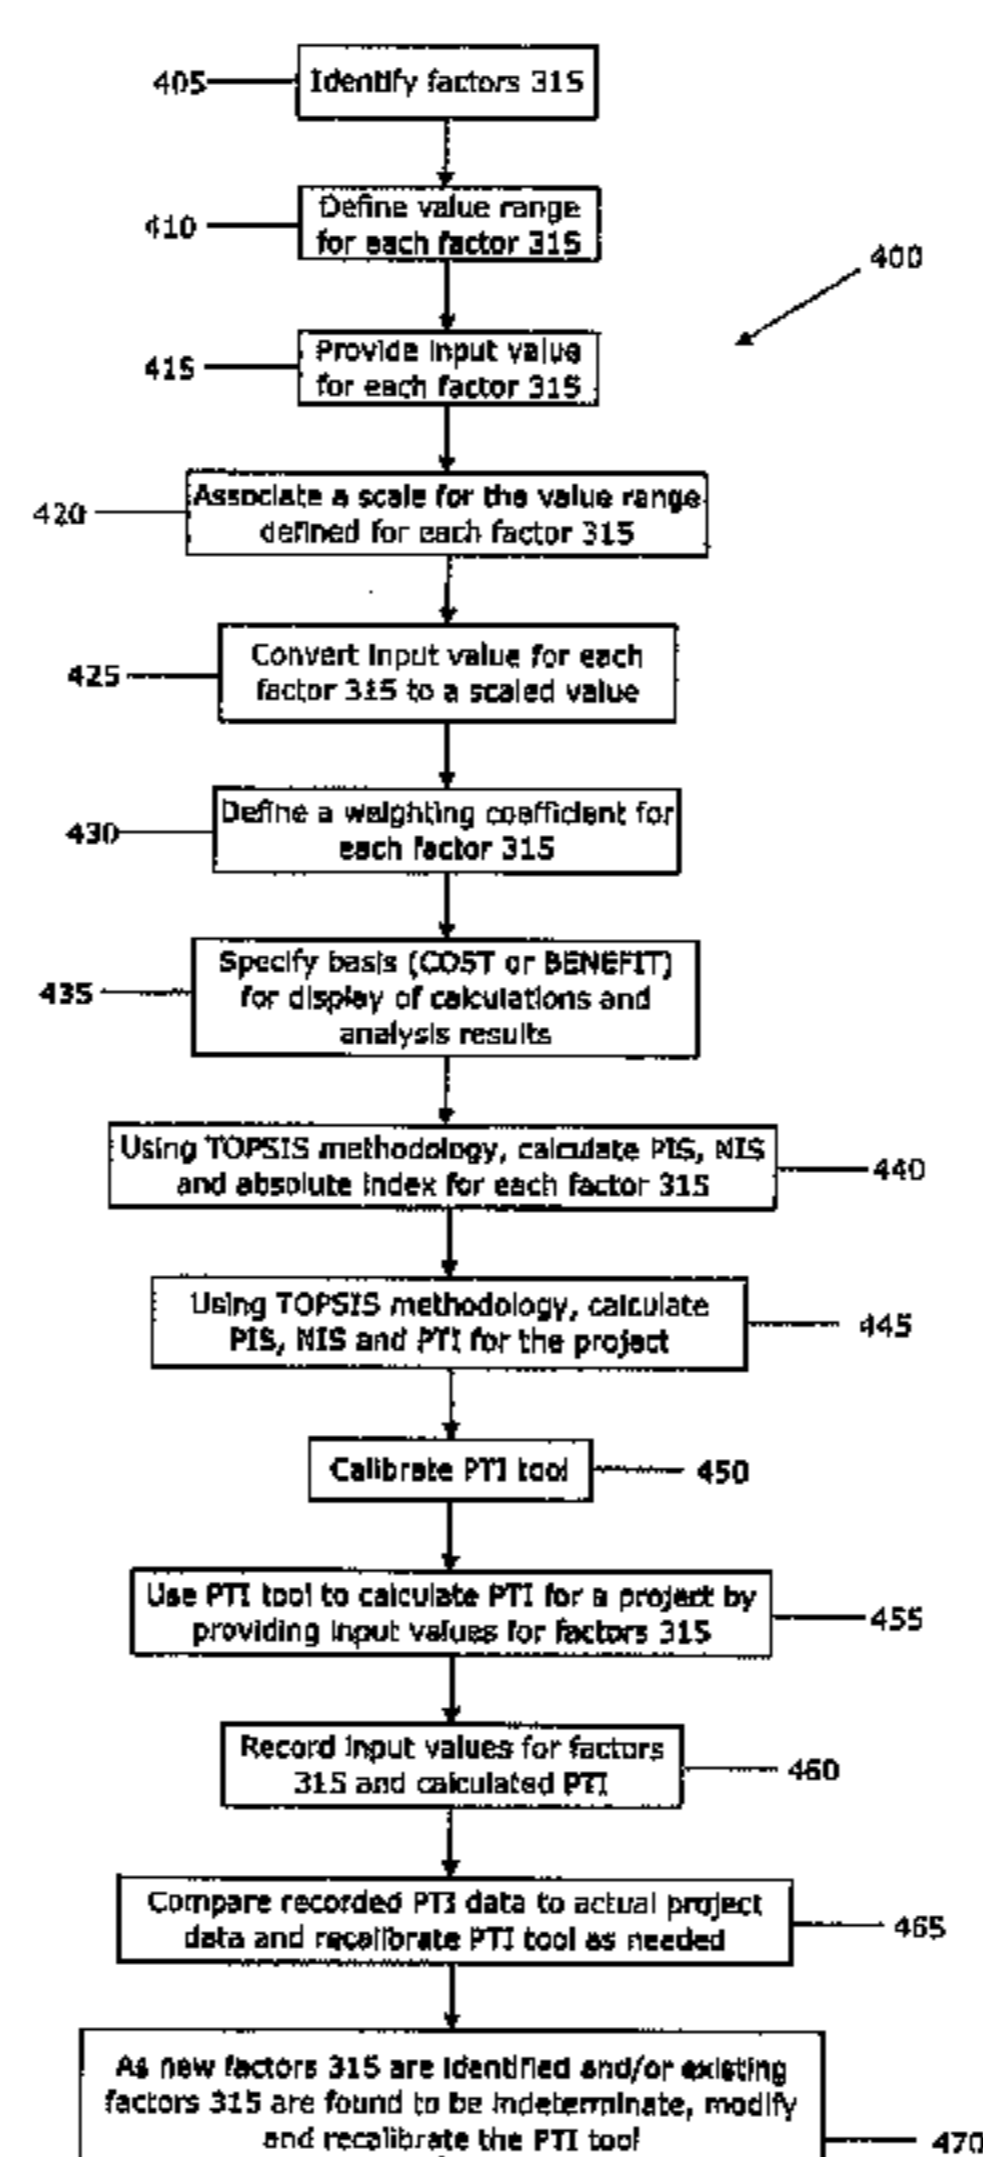 405
Identify factors 315
410
Define value range
for each factor 315
400
415
Provide input value
for each factor 315
420
Associate a scale for the value range
defined for each factor 315
425
Convert input value for each
factor 315 to a scaled value
430
Define a weighting coefficient for
each factor 315
435
Specify basis (COST or BENEFIT)
for display of calculations and
analysis results
Using TOPSIS methodology, calculate PIS, NIS
and absolute index for each factor 315
440
Using TOPSIS methodology, calculate
PIS, NIS and PTI for the project
445
Calibrate PTI tool
450
Use PTI tool to calculate PTI for a project by
providing input values for factors 315
455
Record input values for factors
315 and calculated PTI
460
Compare recorded PTI data to actual project
data and recalibrate PTI tool as needed
465
As new factors 315 are identified and/or existing
factors 315 are found to be indeterminate, modify
and recalibrate the PTI tool
470